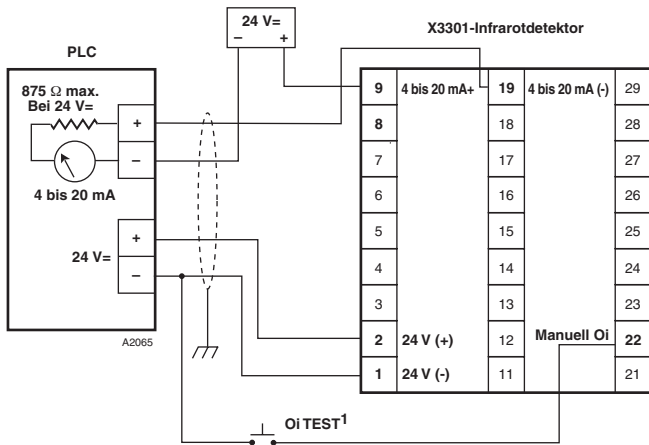 24 V=
– +
X3301-Infrarotdetektor
PLC
875 Ω max.
Bei 24 V=
+
–
4 bis 20 mA
24 V=
+
–
A2065
9 4 bis 20 mA+ 19 4 bis 20 mA (-) 29
8 18 28
7 17 27
6 16 26
5 15 25
4 14 24
3 13 23
2 24 V (+) 12 Manuell Oi 22
1 24 V (-) 11 21
Oi TEST1